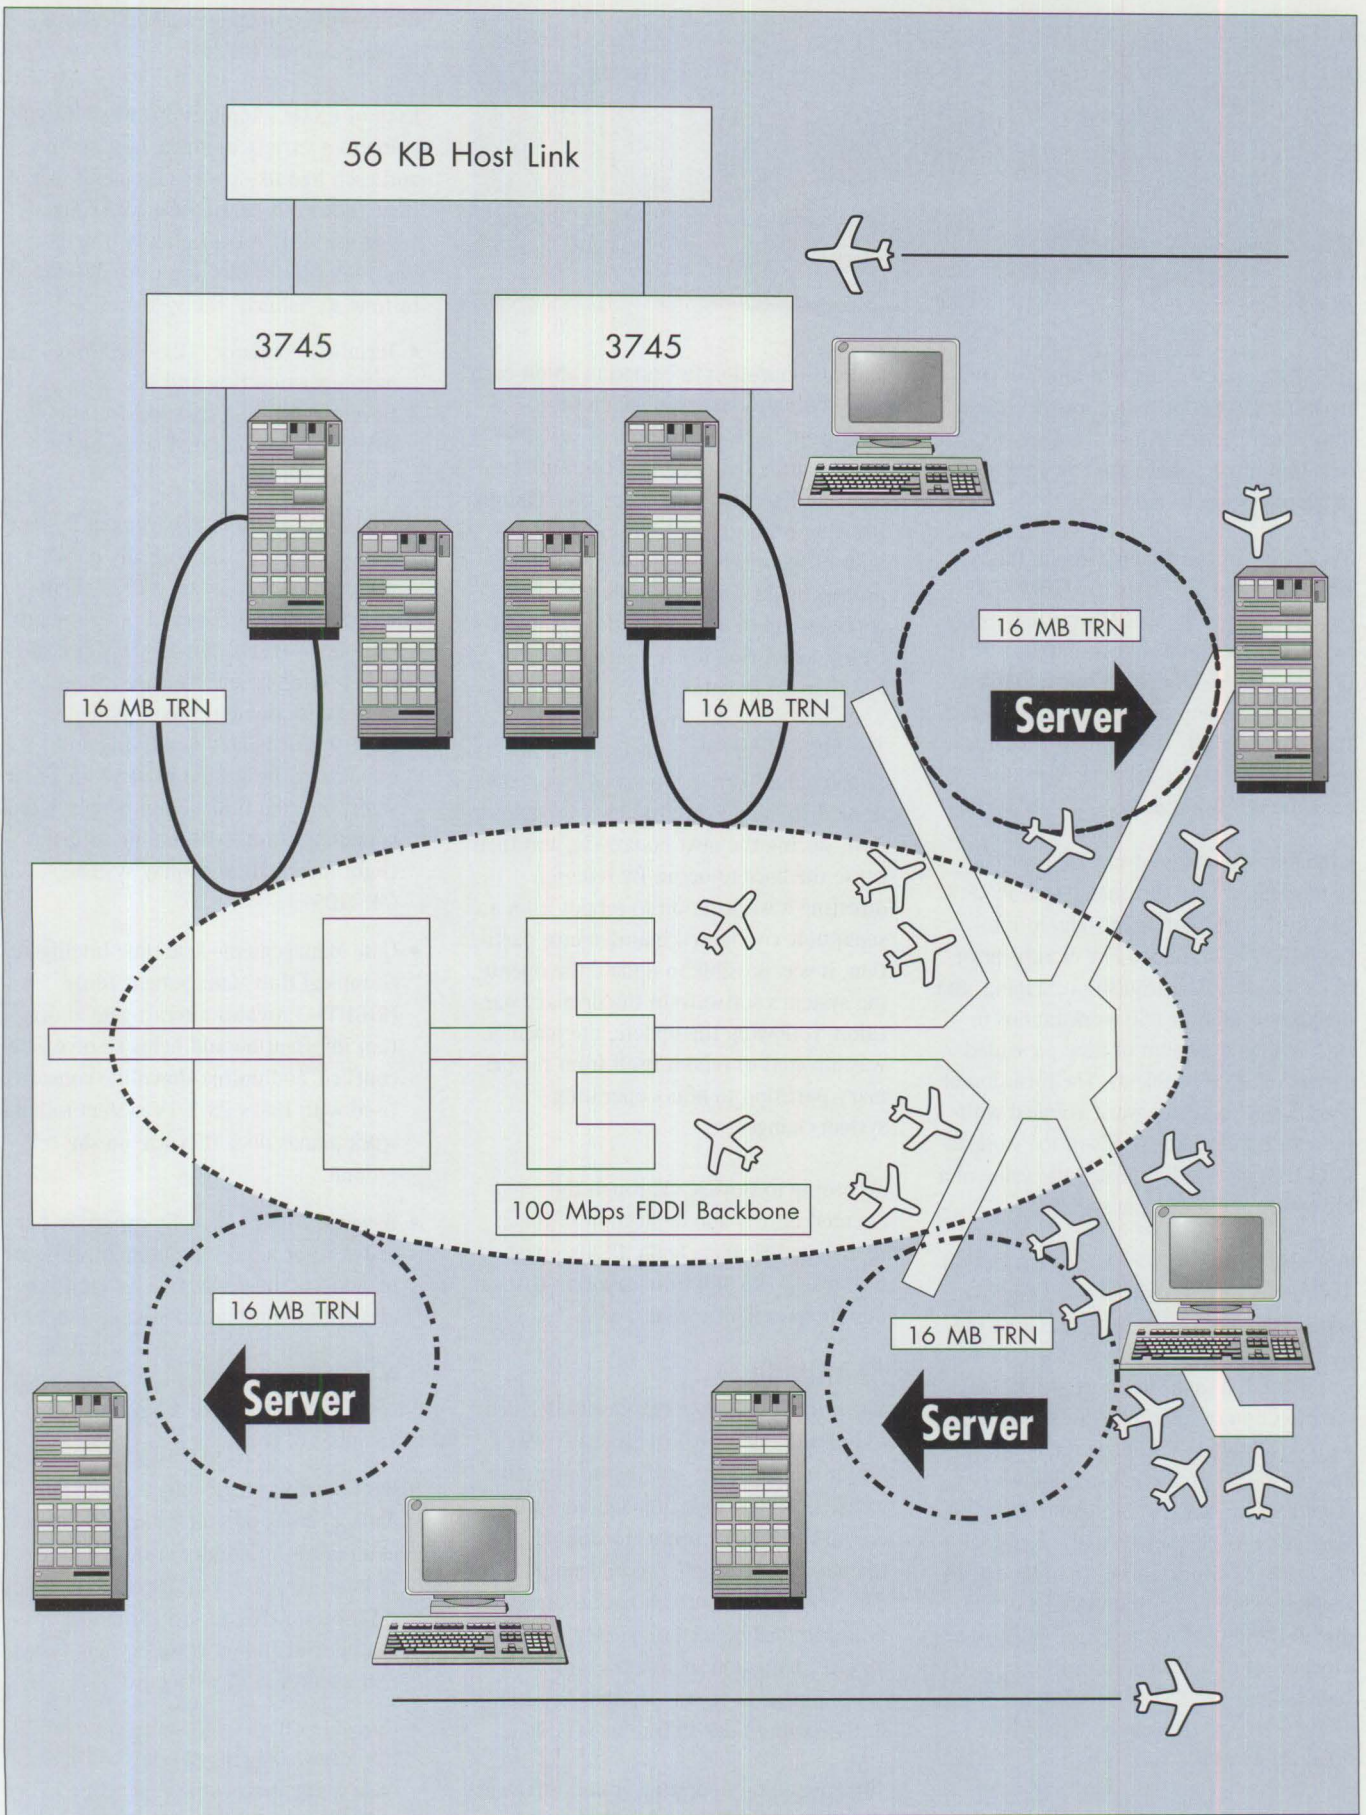 56 KB Host Link
3745
3745
16 MB TRN
16 MB TRN
16 MB TRN
Server
100 Mbps FDDI Backbone
16 MB TRN
Server
16 MB TRN
Server